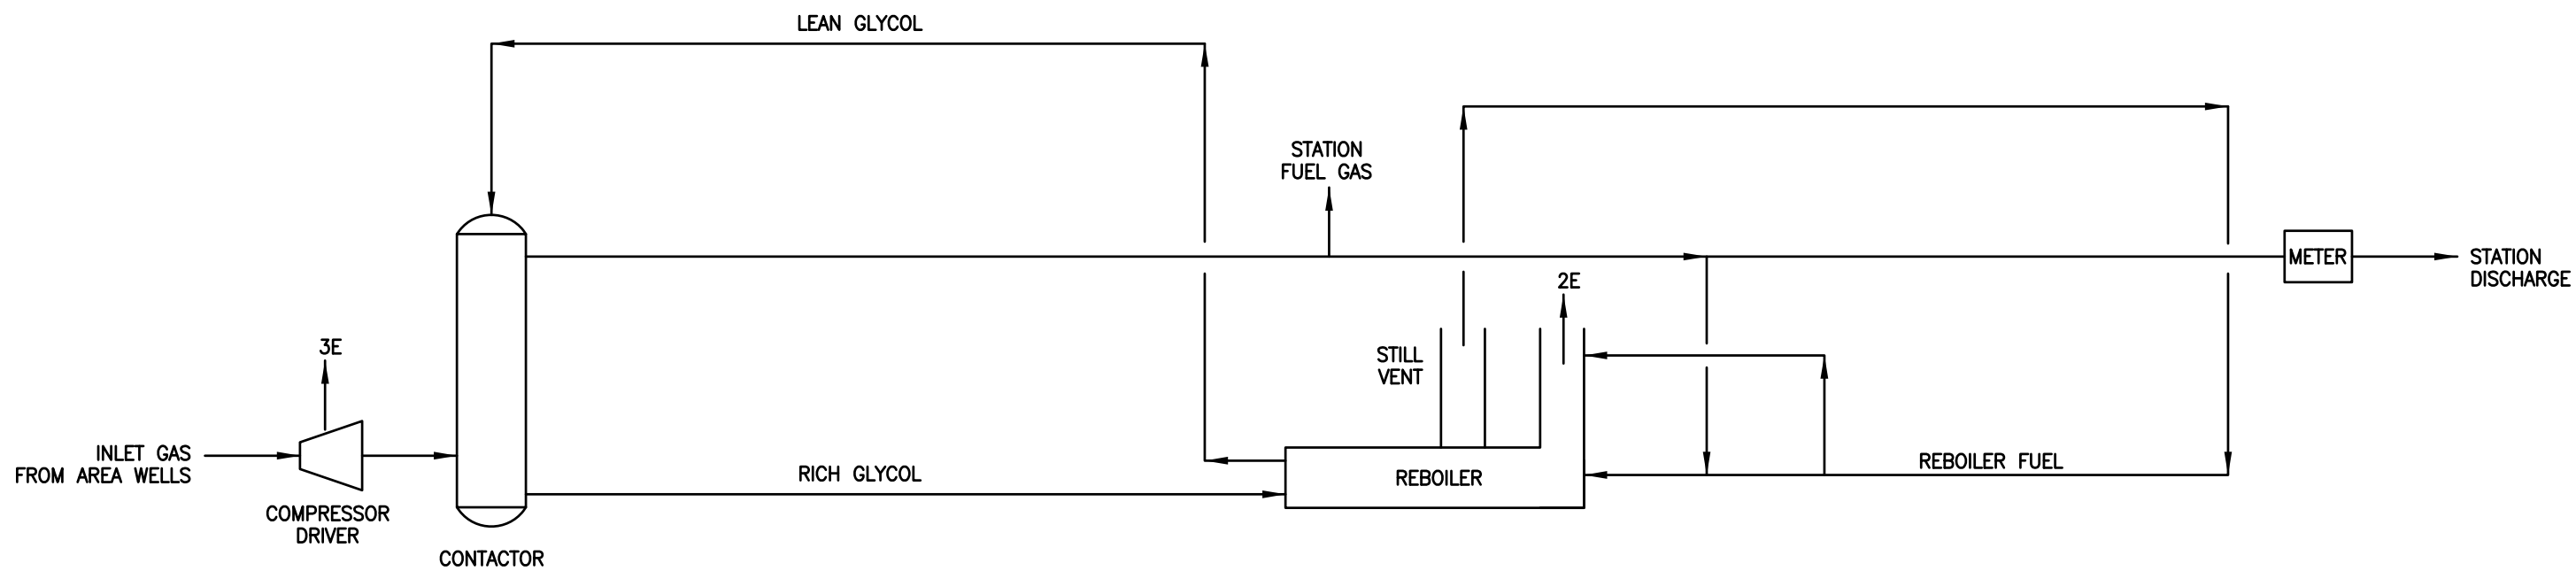 LEAN GLYCOL
STATION
FUEL GAS
METER
STATION
DISCHARGE
2E
3E
STILL
VENT
INLET GAS
FROM AREA WELLS
RICH GLYCOL
REBOILER
REBOILER FUEL
COMPRESSOR
DRIVER
CONTACTOR